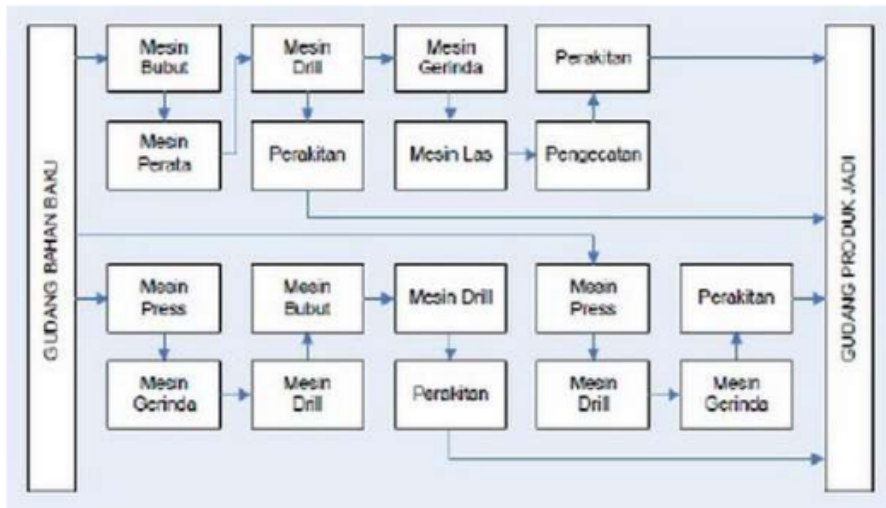 GUDANG BAHAN BAKU
Mesin
Bubut
Mesin
Drill
Mesin
Gerinda
Perakitan
Mesin
Perata
Perakitan
Mesin Las
Pengecatan
Mesin
Press
Mesin
Bubut
Mesin Drill
Mesin
Press
Perakitan
Mesin
Gerinda
Mesin
Drill
Perakitan
Mesin
Drill
Mesin
Gerinda
GUDANG PRODUK JADI